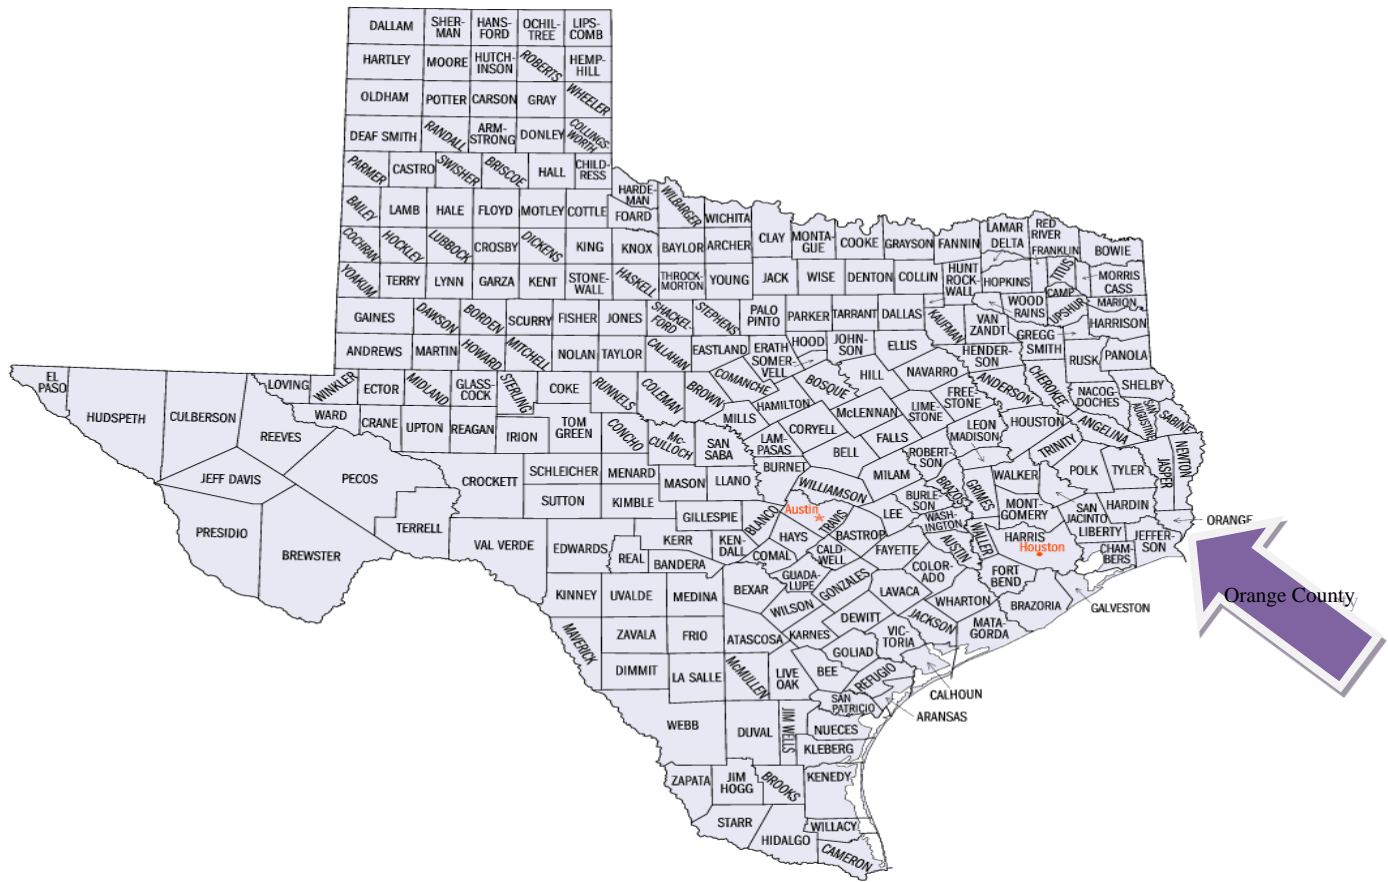 DALLAM
SHER-
MAN
HANS-
FORD
OCHIL-
TREE
LIPS-
COMB
HARTLEY
MOORE
HUTCH-
INSON
ROBERTS
HEMP-
HILL
OLDHAM
POTTER
CARSON
GRAY
WHEELER
DEAF SMITH
RANDALL
ARM-
STRONG
DONLEY
COLLINGS-
WORTH
PARMER
CASTRO
SWISHER
BRISCOE
HALL
CHILD-
RESS
HARDE-
MAN
BAILEY
LAMB
HALE
FLOYD
MOTLEY
COTTLE
FOARD
WILBARGER
WICHITA
COCHRAN
HOCKLEY
LUBBOCK
CROSBY
DICKENS
KING
KNOX
BAYLOR
ARCHER
CLAY
MONTA-
GUE
COOKE
GRAYSON
FANNIN
LAMAR
DELTA
RED
RIVER
FRANKLIN
BOWIE
YOAKUM
TERRY
LYNN
GARZA
KENT
STONE-
WALL
HASKELL
THROCK-
MORTON
YOUNG
JACK
WISE
DENTON
COLLIN
HUNT
ROCK-
WALL
HOPKINS
TITUS
MORRIS
CASS
CAMP
MARION
GAINES
DAWSON
BORDEN
SCURRY
FISHER
JONES
SHACKEL-
FORD
STEPHENS
PALO
PINTO
PARKER
TARRANT
DALLAS
KAUFMAN
VAN
ZANDT
WOOD
RAINS
UPSHUR
GREGG
SMITH
HARRISON
ANDREWS
MARTIN
HOWARD
MITCHELL
NOLAN
TAYLOR
CALLAHAN
EASTLAND
ERATH
SOMER-
VELL
HOOD
JOHN-
SON
ELLIS
HENDER-
SON
RUSK
PANOLA
EL
PASO
HUDSPETH
CULBERSON
LOVING
WINKLER
ECTOR
MIDLAND
GLASS-
COCK
STERLING
COKE
RUNNELS
COLEMAN
BROWN
COMANCHE
BOSQUE
HILL
NAVARRO
ANDERSON
CHEROKEE
NACOG-
DOCHES
SHELBY
REEVES
WARD
CRANE
UPTON
REAGAN
IRION
TOM
GREEN
CONCHO
MC-
CULLOCH
SAN
SABA
MILLS
HAMILTON
CORYELL
McLENNAN
LIME-
STONE
FREE-
STONE
LEON
MADISON
HOUSTON
TRINITY
ANGELINA
SAN
AUGUSTINE
SABINE
JEFF DAVIS
PECOS
CROCKETT
SCHLEICHER
MENARD
MASON
LLANO
LAM-
PASAS
BURNET
BELL
FALLS
MILAM
ROBERT-
SON
BRAZOS
GRIMES
WALKER
POLK
TYLER
JASPER
NEWTON
PRESIDIO
BREWSTER
TERRELL
VAL VERDE
SUTTON
KIMBLE
GILLESPIE
BLANCO
WILLIAMSON
Austin
TRAVIS
HAYS
LEE
BURLE-
SON
WASH-
INGTON
MONT-
GOMERY
SAN
JACINTO
HARDIN
LIBERTY
ORANGE
JEFFER-
SON
EDWARDS
REAL
KERR
KEN-
DALL
BANDERA
COMAL
CALD-
WELL
BASTROP
FAYETTE
AUSTIN
WALLER
HARRIS
Houston
CHAM-
BERS
KINNEY
UVALDE
MEDINA
BEXAR
GUADA-
LUPE
GONZALES
COLOR-
ADO
LAVACA
FORT
BEND
BRAZORIA
GALVESTON
Orange County
MAVERICK
ZAVALA
FRIO
ATASCOSA
WILSON
KARNES
DEWITT
VIC-
TORIA
JACKSON
WHARTON
MATA-
GORDA
DIMMIT
LA SALLE
McMULLEN
LIVE
OAK
BEE
GOLIAD
REFUGIO
CALHOUN
ARANSAS
SAN
PATRICIO
WEBB
DUVAL
JIM WELLS
NUECES
KLEBERG
ZAPATA
JIM
HOGG
BROOKS
KENEDY
STARR
HIDALGO
WILLACY
CAMERON